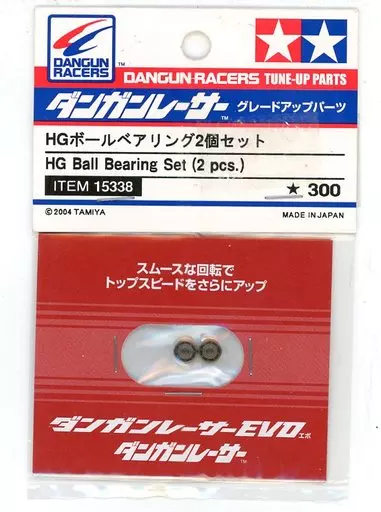 DANGUN
RACERS
TM
DANGUN-RACERS TUNE-UP PARTS
ダンガンレーサー™ グレードアップパーツ
HGボールベアリング2個セット
HG Ball Bearing Set (2 pcs.)
ITEM 15338 ★ 300
©2004 TAMIYA MADE IN JAPAN
スムースな回転で
トップスピードをさらにアップ
ダンガンレーサーEVO.エボ
ダンガンレーサー™